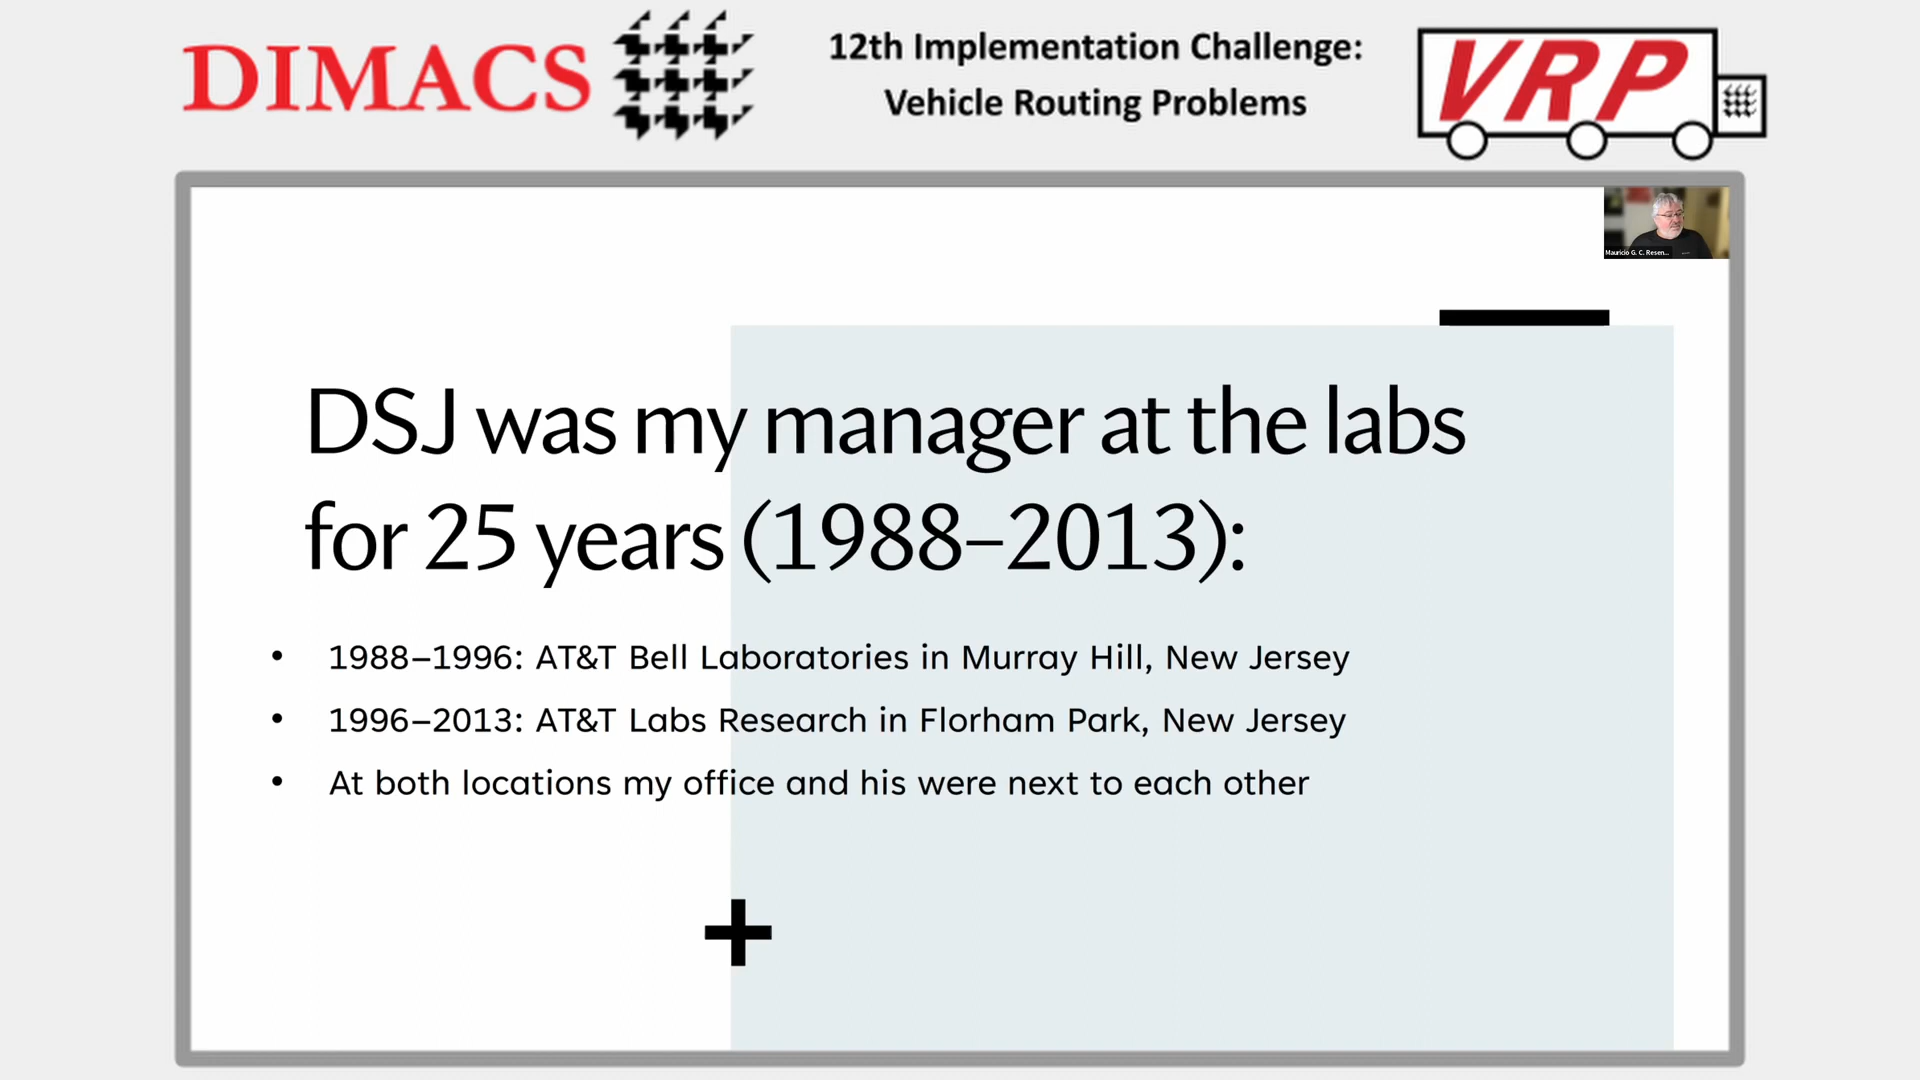 DIMACS
12th Implementation Challenge:
Vehicle Routing Problems
VRP
Mauricio G. C. Resen...
DSJ was my manager at the labs
for 25 years (1988–2013):
• 1988–1996: AT&T Bell Laboratories in Murray Hill, New Jersey
• 1996–2013: AT&T Labs Research in Florham Park, New Jersey
• At both locations my office and his were next to each other